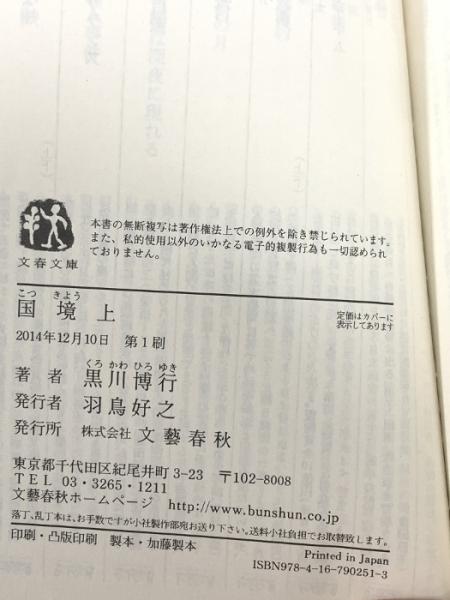 本書の無断複写は著作権法上での例外を除き禁じられています。
また、私的使用以外のいかなる電子的複製行為も一切認められ
ておりません。
文春文庫
こつ きよう
国境 上
定価はカバーに
表示してあります
2014年12月10日 第1刷
くろ かわ ひろ ゆき
著者 黒川博行
発行者 羽鳥好之
発行所 株式会社 文藝春秋
東京都千代田区紀尾井町 3-23 〒102-8008
TEL 03・3265・1211
文藝春秋ホームページ http://www.bunshun.co.jp
落丁、乱丁本は、お手数ですが小社製作部宛お送り下さい。送料小社負担でお取替致します。
印刷・凸版印刷 製本・加藤製本
Printed in Japan
ISBN978-4-16-790251-3